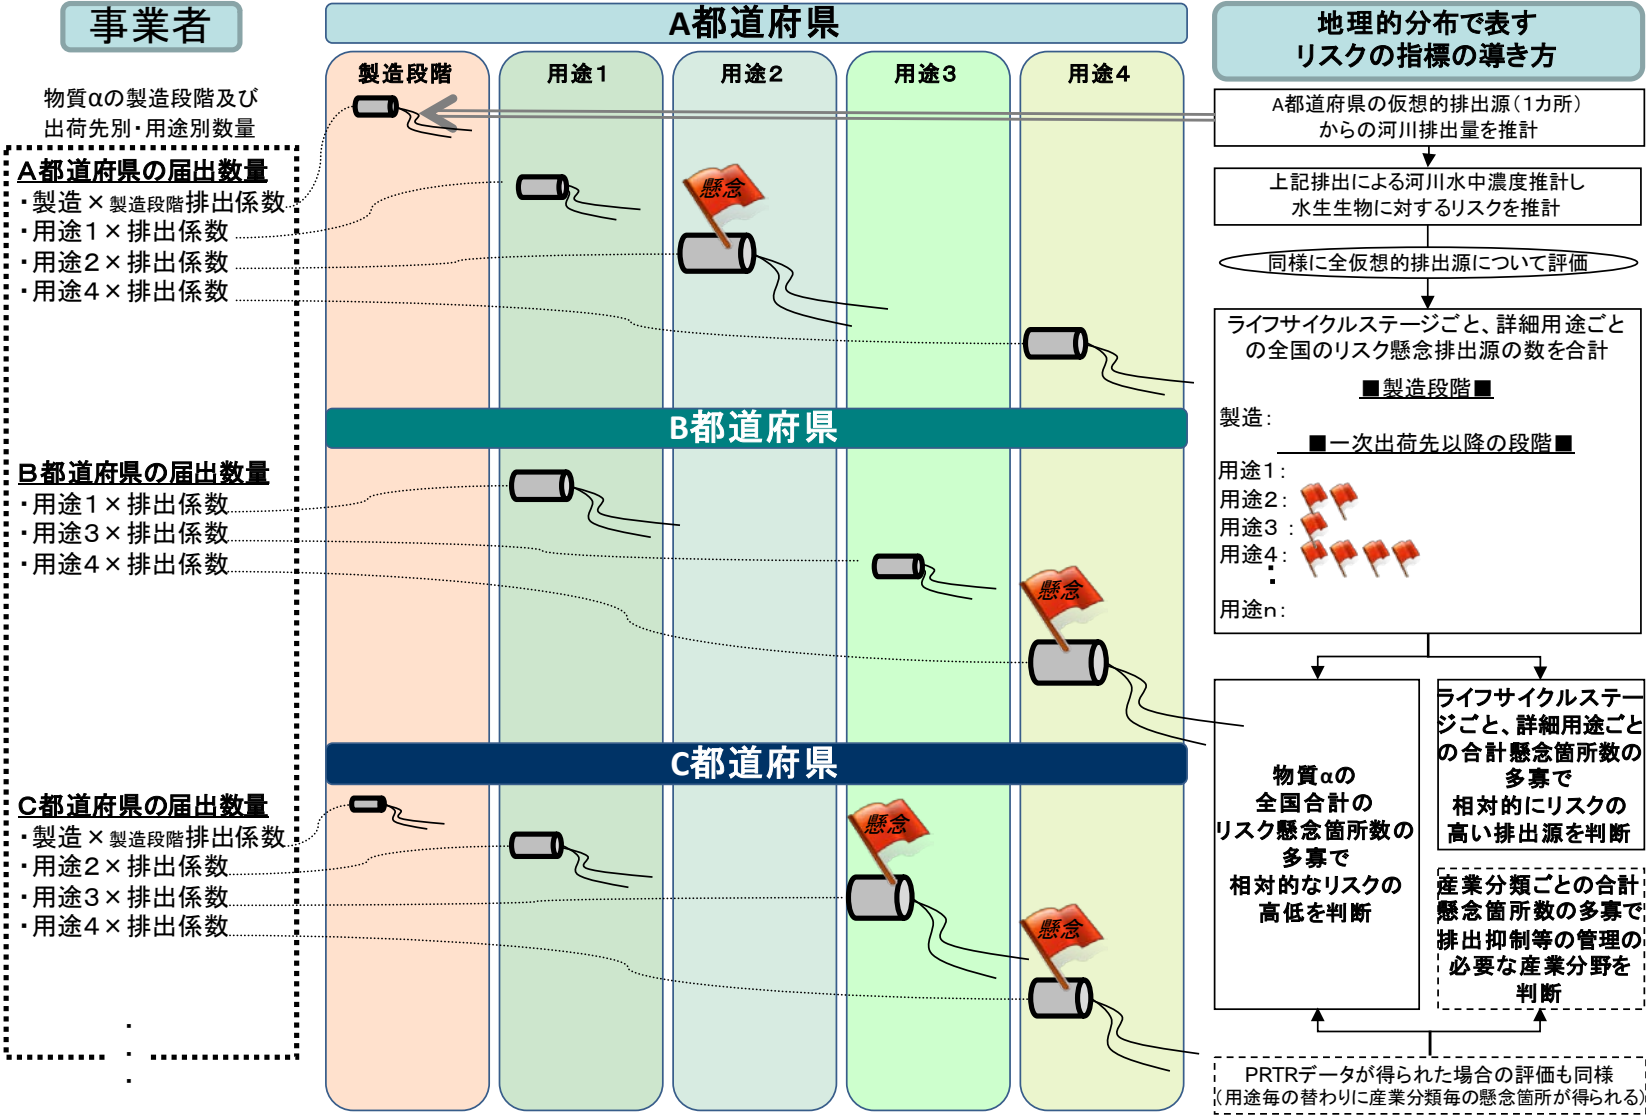 事業者
物質αの製造段階及び
出荷先別・用途別数量
A都道府県の届出数量
・製造×製造段階排出係数
・用途1×排出係数
・用途2×排出係数
・用途4×排出係数
B都道府県の届出数量
・用途1×排出係数
・用途3×排出係数
・用途4×排出係数
C都道府県の届出数量
・製造×製造段階排出係数
・用途2×排出係数
・用途3×排出係数
・用途4×排出係数
・
・
・
A都道府県
製造段階
用途1
用途2
用途3
用途4
懸念
B都道府県
懸念
C都道府県
懸念
懸念
地理的分布で表す
リスクの指標の導き方
A都道府県の仮想的排出源(1カ所)
からの河川排出量を推計
上記排出による河川水中濃度推計し
水生生物に対するリスクを推計
同様に全仮想的排出源について評価
ライフサイクルステージごと、詳細用途ごと
の全国のリスク懸念排出源の数を合計
■製造段階■
製造:
■一次出荷先以降の段階■
用途1:
用途2:
用途3:
用途4:
・
・
用途n:
物質αの
全国合計の
リスク懸念箇所数の
多寡で
相対的なリスクの
高低を判断
ライフサイクルステー
ジごと、詳細用途ごと
の合計懸念箇所数の
多寡で
相対的にリスクの
高い排出源を判断
産業分類ごとの合計
懸念箇所数の多寡で
排出抑制等の管理の
必要な産業分野を
判断
PRTRデータが得られた場合の評価も同様
(用途毎の替わりに産業分類毎の懸念箇所が得られる)